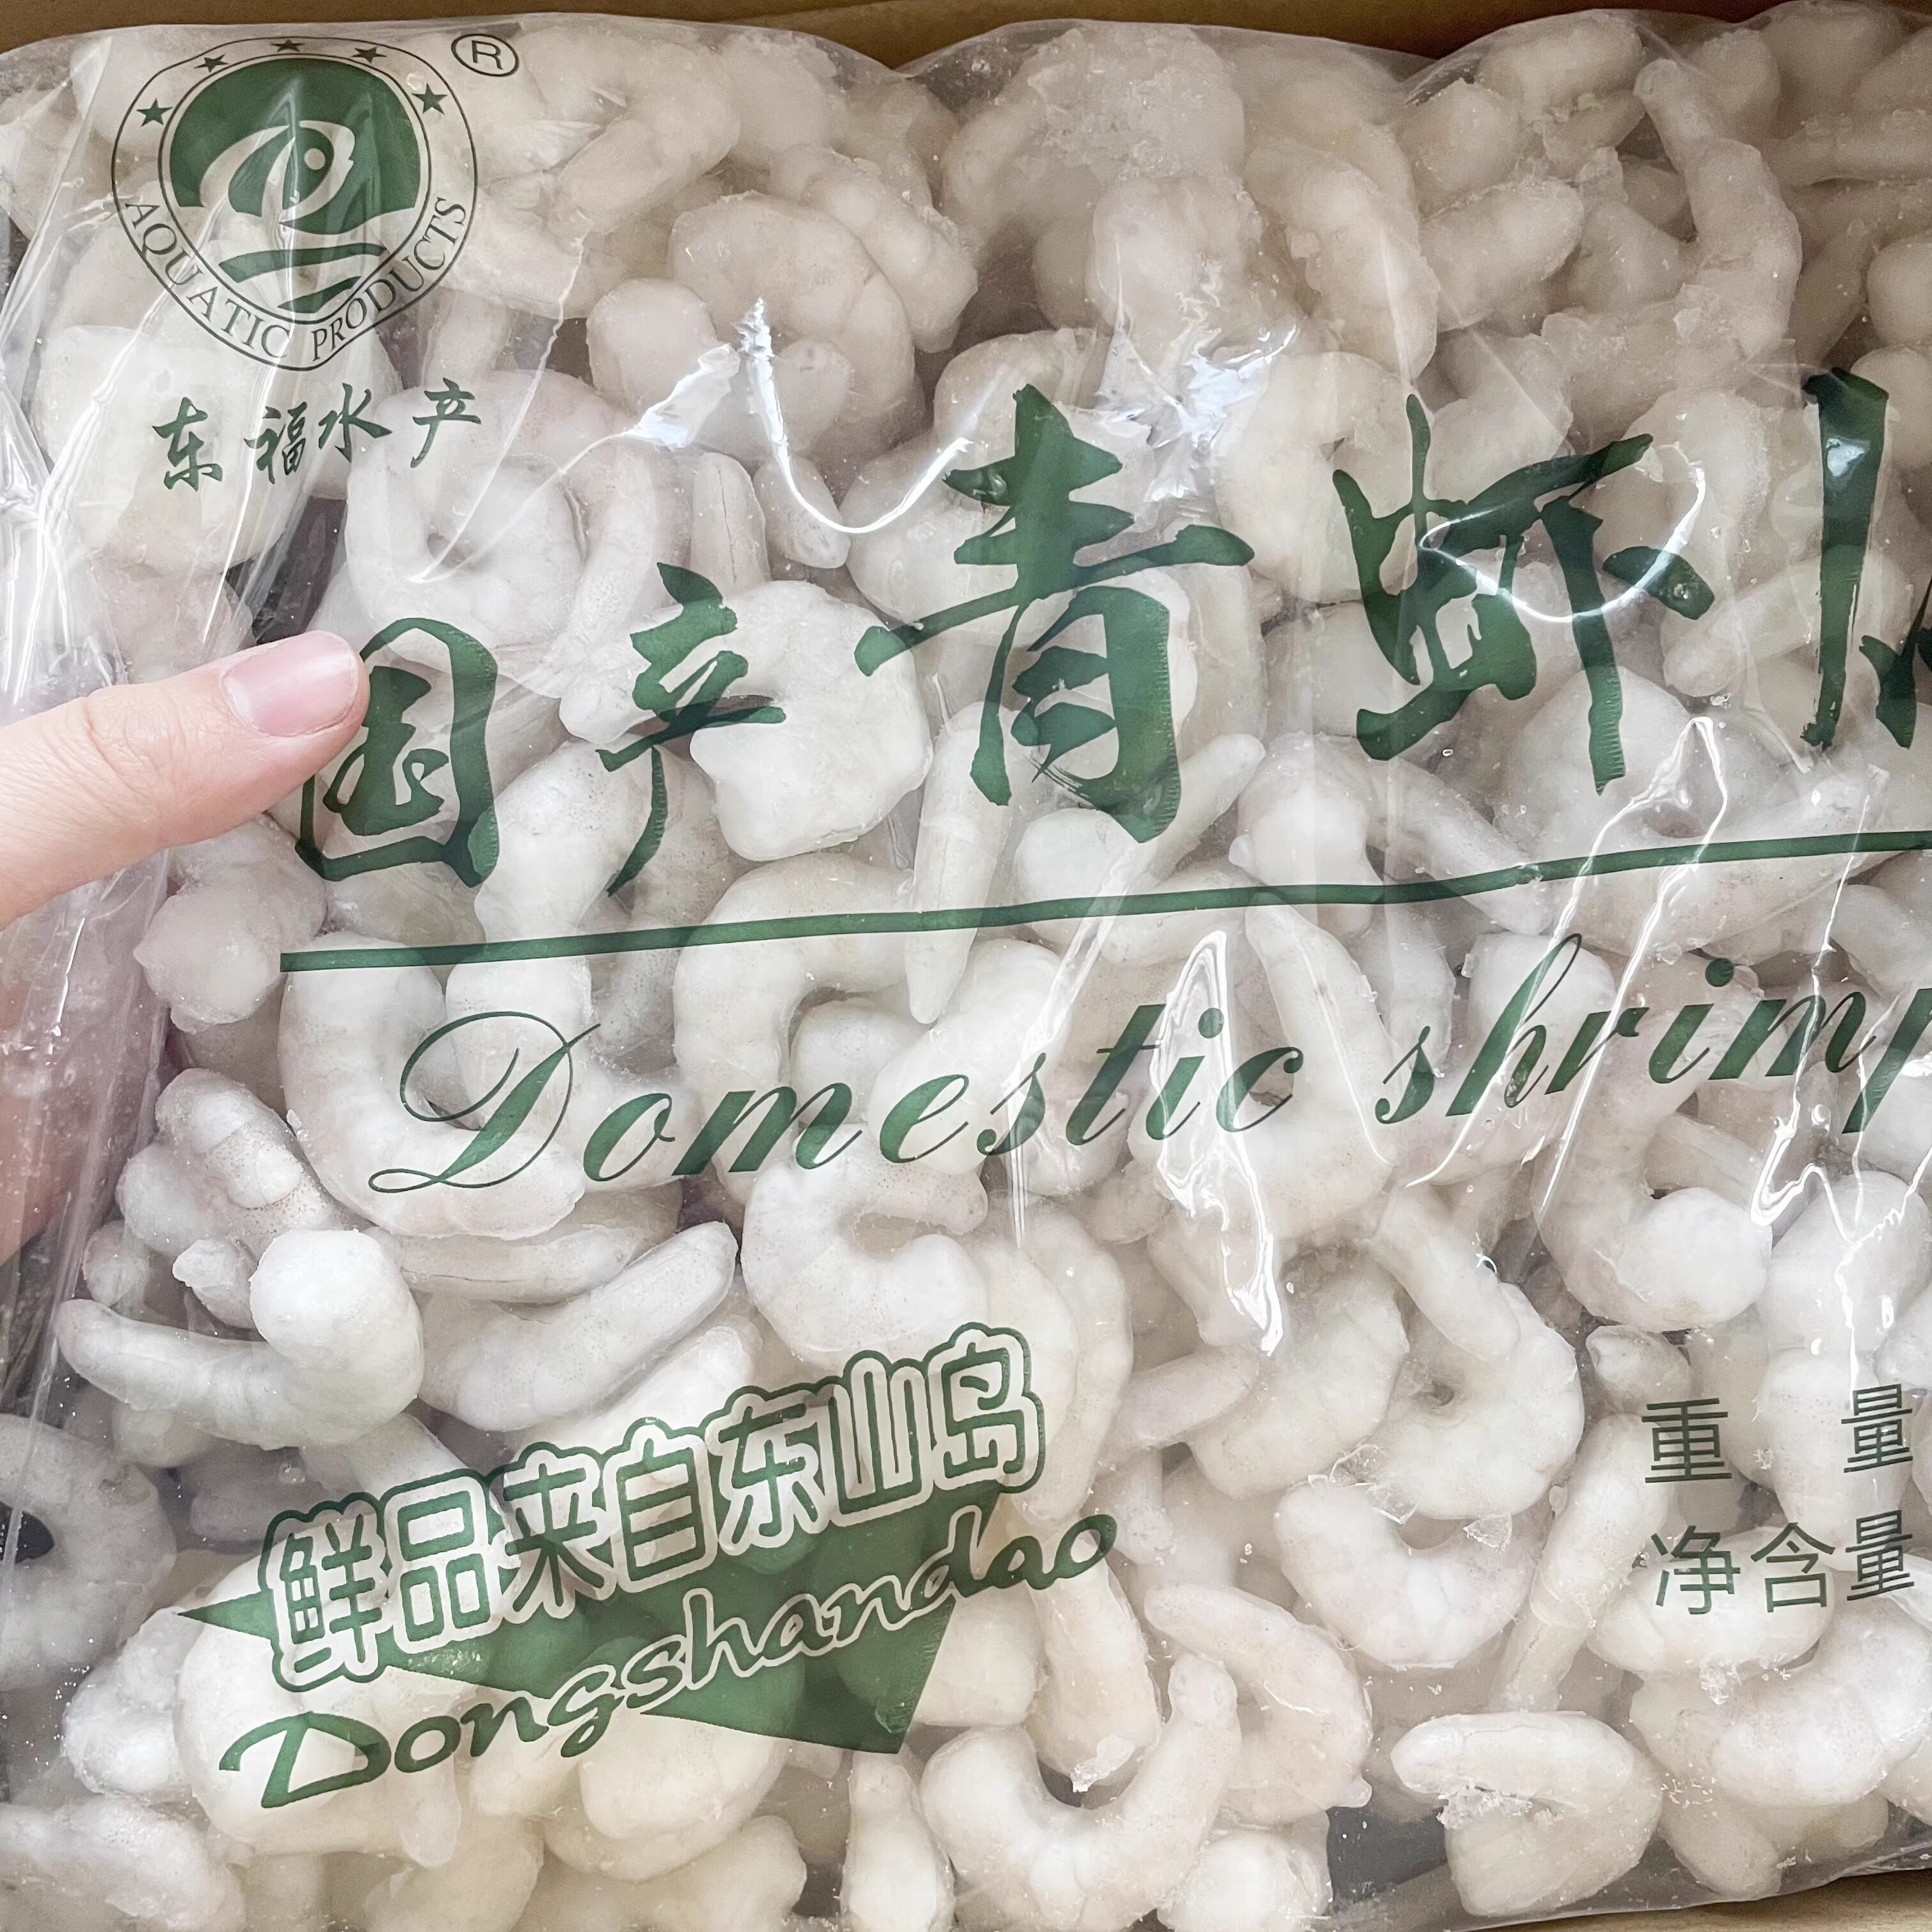 ®
AQUATIC PRODUCTS
东福水产
国产青虾
Domestic shrimp
鲜品来自东山岛
Dongshandao
重 量
净含量